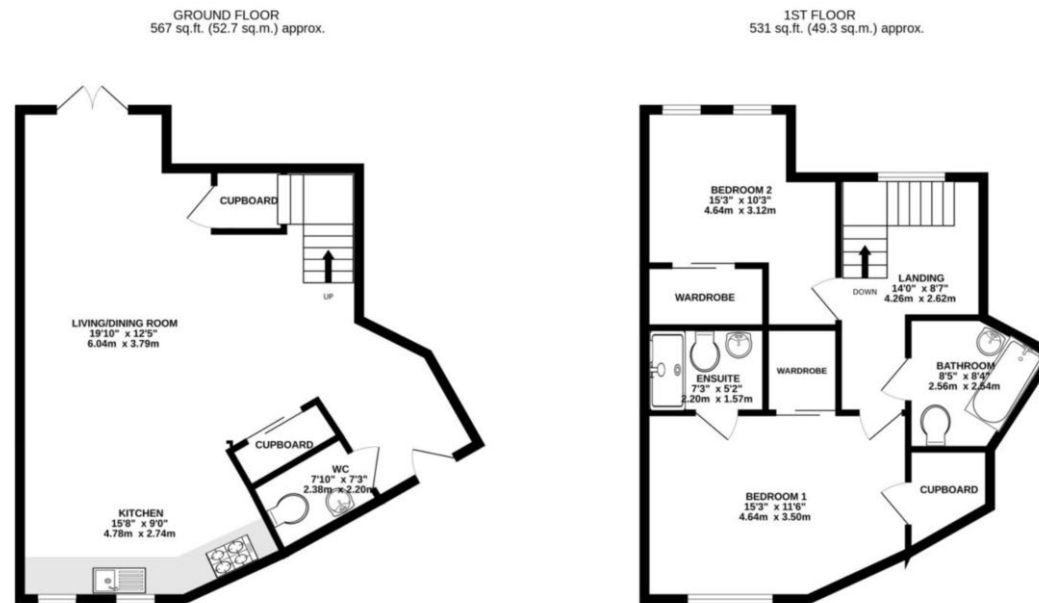 GROUND FLOOR
567 sq.ft. (52.7 sq.m.) approx.
CUPBOARD
UP
LIVING/DINING ROOM
19'10" x 12'5"
6.04m x 3.79m
CUPBOARD
WC
7'10" x 7'3"
2.38m x 2.20m
KITCHEN
15'8" x 9'0"
4.78m x 2.74m
1ST FLOOR
531 sq.ft. (49.3 sq.m.) approx.
BEDROOM 2
15'3" x 10'3"
4.64m x 3.12m
LANDING
14'0" x 8'7"
4.26m x 2.62m
DOWN
WARDROBE
ENSUITE
7'3" x 5'2"
2.20m x 1.57m
WARDROBE
BATHROOM
8'5" x 8'4"
2.56m x 2.54m
BEDROOM 1
15'3" x 11'6"
4.64m x 3.50m
CUPBOARD